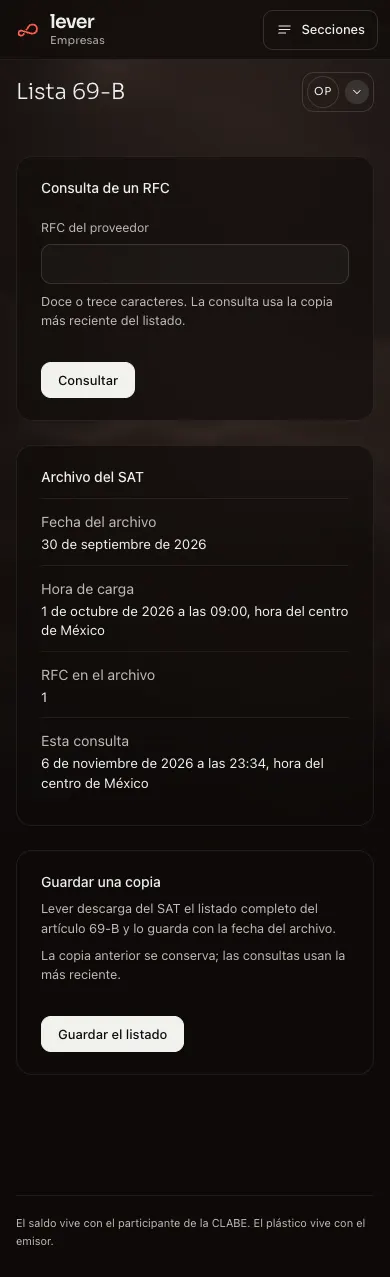 lever
Empresas
Secciones
Lista 69-B
OP
Consulta de un RFC
RFC del proveedor
Doce o trece caracteres. La consulta usa la copia
más reciente del listado.
Consultar
Archivo del SAT
Fecha del archivo
30 de septiembre de 2026
Hora de carga
1 de octubre de 2026 a las 09:00, hora del centro
de México
RFC en el archivo
1
Esta consulta
6 de noviembre de 2026 a las 23:34, hora del
centro de México
Guardar una copia
Lever descarga del SAT el listado completo del
artículo 69-B y lo guarda con la fecha del archivo.
La copia anterior se conserva; las consultas usan la
más reciente.
Guardar el listado
El saldo vive con el participante de la CLABE. El plástico vive con el
emisor.